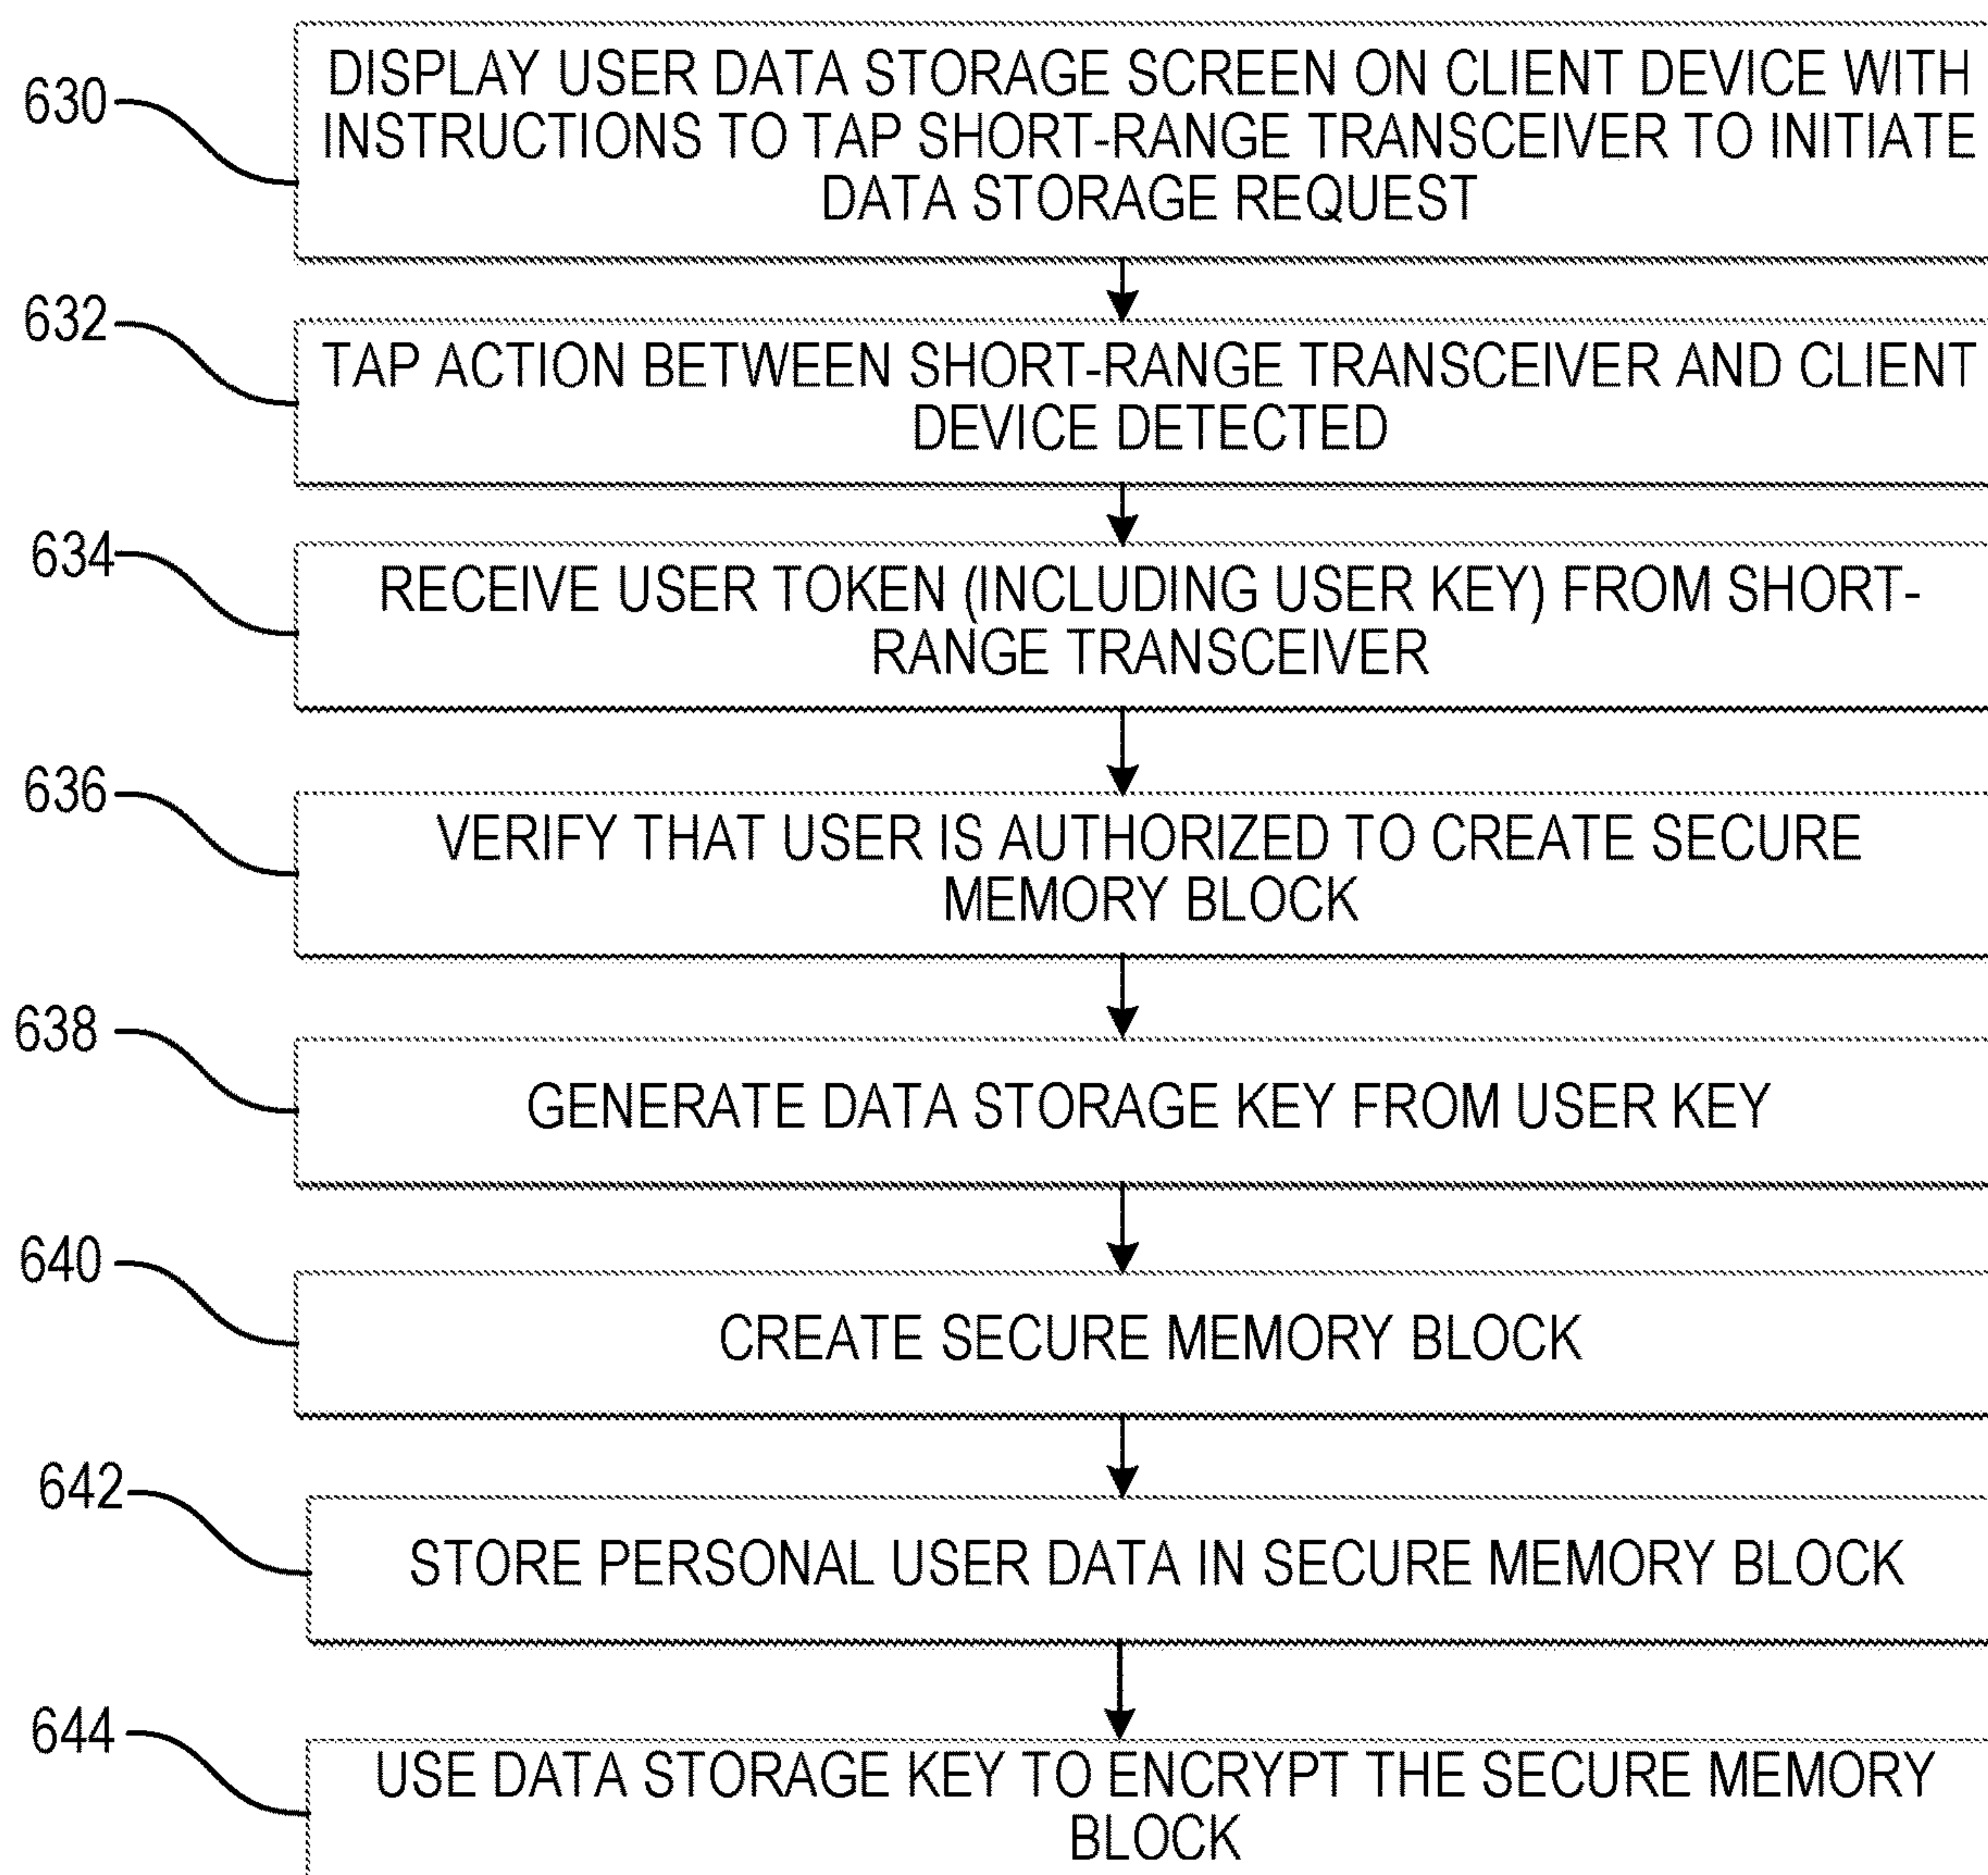 630
DISPLAY USER DATA STORAGE SCREEN ON CLIENT DEVICE WITH
INSTRUCTIONS TO TAP SHORT-RANGE TRANSCEIVER TO INITIATE
DATA STORAGE REQUEST
632
TAP ACTION BETWEEN SHORT-RANGE TRANSCEIVER AND CLIENT
DEVICE DETECTED
634
RECEIVE USER TOKEN (INCLUDING USER KEY) FROM SHORT-
RANGE TRANSCEIVER
636
VERIFY THAT USER IS AUTHORIZED TO CREATE SECURE
MEMORY BLOCK
638
GENERATE DATA STORAGE KEY FROM USER KEY
640
CREATE SECURE MEMORY BLOCK
642
STORE PERSONAL USER DATA IN SECURE MEMORY BLOCK
644
USE DATA STORAGE KEY TO ENCRYPT THE SECURE MEMORY
BLOCK